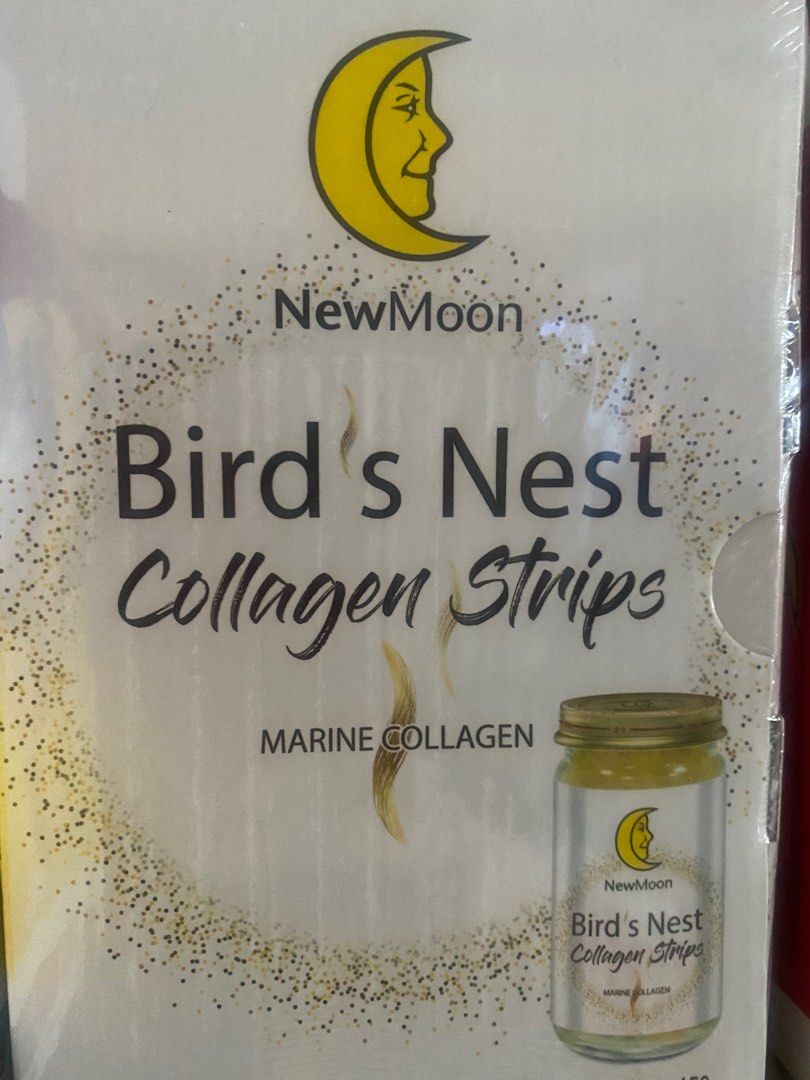 NewMoon
Bird's Nest
Collagen Strips
MARINE COLLAGEN
NewMoon
Bird's Nest
Collagen Strips
MARINE COLLAGEN